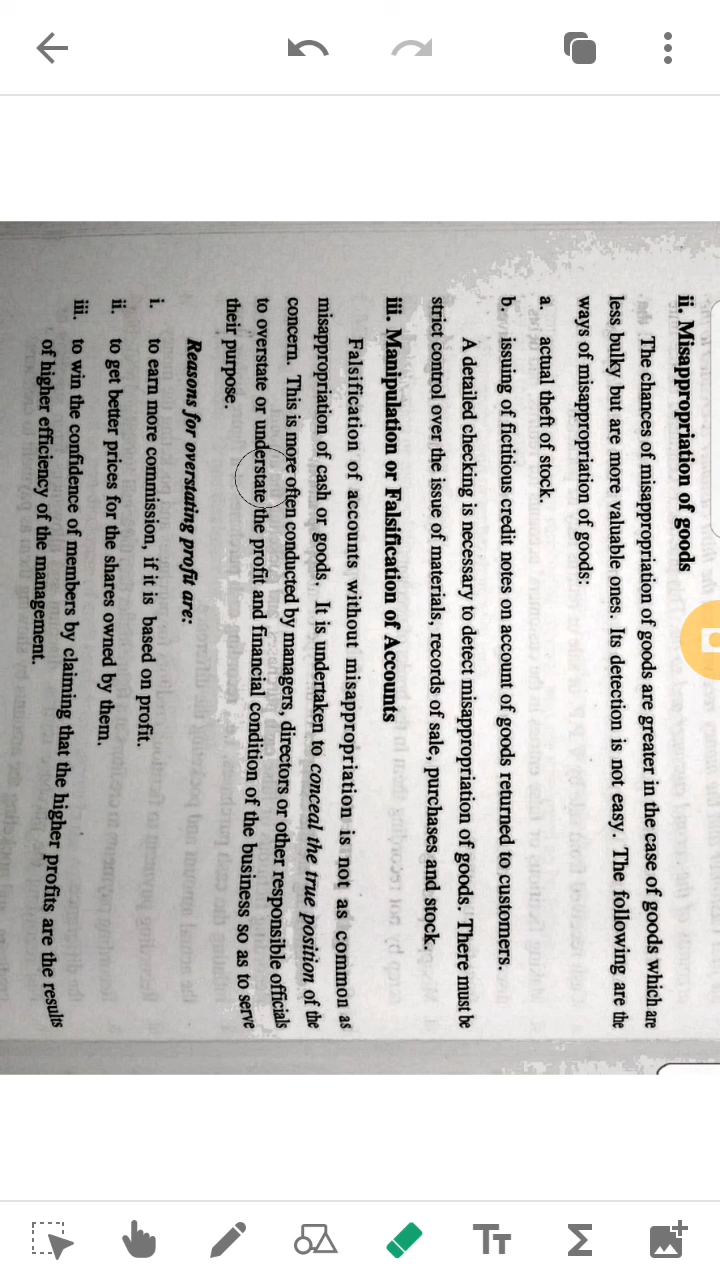 ii. Misappropriation of goods
The chances of misappropriation of goods are greater in the case of goods which are
less bulky but are more valuable ones. Its detection is not easy. The following are the
ways of misappropriation of goods:
a. actual theft of stock.
b. issuing of fictitious credit notes on account of goods returned to customers.
A detailed checking is necessary to detect misappropriation of goods. There must be
strict control over the issue of materials, records of sale, purchases and stock.
iii. Manipulation or Falsification of Accounts
Falsification of accounts without misappropriation is not as common as
misappropriation of cash or goods. It is undertaken to conceal the true position of the
concern. This is more often conducted by managers, directors or other responsible officials
to overstate or understate the profit and financial condition of the business so as to serve
their purpose.
Reasons for overstating profit are:
i. to earn more commission, if it is based on profit.
ii. to get better prices for the shares owned by them.
iii. to win the confidence of members by claiming that the higher profits are the results
of higher efficiency of the management.
TT
Σ